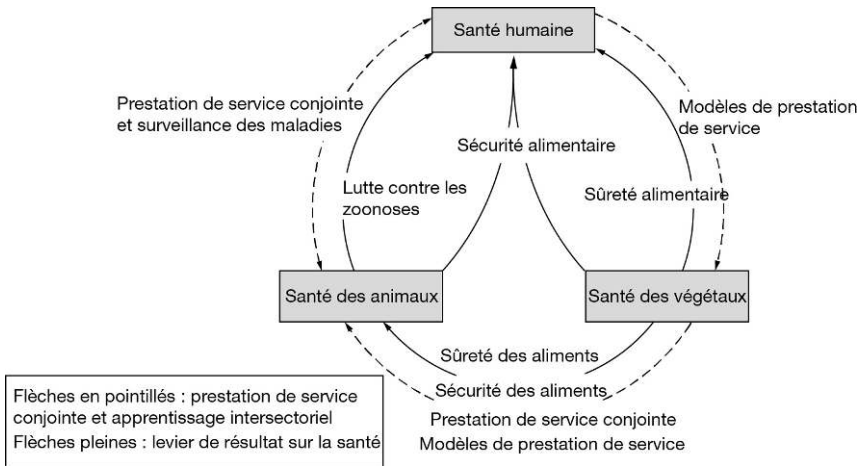 Santé humaine
Prestation de service conjointe
et surveillance des maladies
Modèles de prestation
de service
Sécurité alimentaire
Lutte contre les
zoonoses
Sûreté alimentaire
Santé des animaux
Santé des végétaux
Sûreté des aliments
Sécurité des aliments
Prestation de service conjointe
Modèles de prestation de service
Flèches en pointillés : prestation de service
conjointe et apprentissage intersectoriel
Flèches pleines : levier de résultat sur la santé